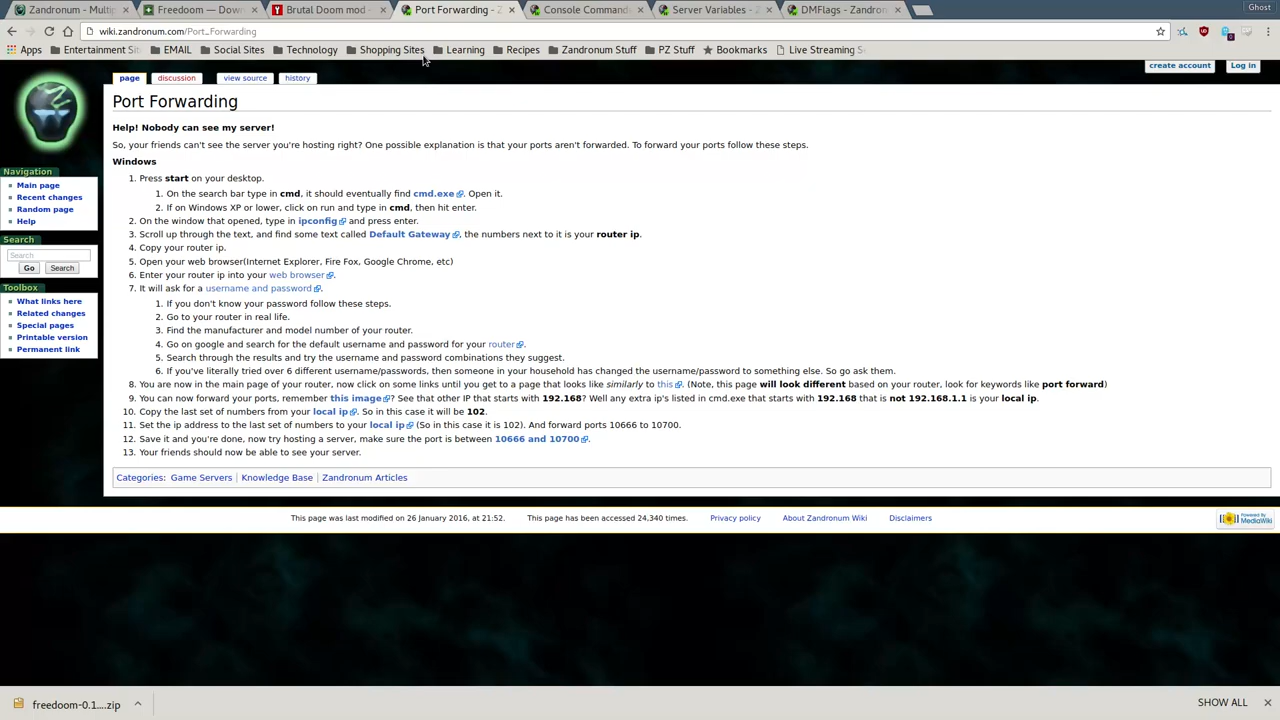 Zandronum - Multip
Freedoom — Down
Brutal Doom mod -
Port Forwarding - Z
Console Command
Server Variables - Z
DMFlags - Zandron
Ghost
wiki.zandronum.com/Port_Forwarding
Apps
Entertainment Si
EMAIL
Social Sites
Technology
Shopping Sites
Learning
Recipes
Zandronum Stuff
PZ Stuff
Bookmarks
Live Streaming S
create account
Log in
page
discussion
view source
history
Port Forwarding
Help! Nobody can see my server!
So, your friends can't see the server you're hosting right? One possible explanation is that your ports aren't forwarded. To forward your ports follow these steps.
Windows
1. Press start on your desktop.
1. On the search bar type in cmd, it should eventually find cmd.exe. Open it.
2. If on Windows XP or lower, click on run and type in cmd, then hit enter.
2. On the window that opened, type in ipconfig and press enter.
3. Scroll up through the text, and find some text called Default Gateway, the numbers next to it is your router ip.
4. Copy your router ip.
5. Open your web browser(Internet Explorer, Fire Fox, Google Chrome, etc)
6. Enter your router ip into your web browser.
7. It will ask for a username and password.
1. If you don't know your password follow these steps.
2. Go to your router in real life.
3. Find the manufacturer and model number of your router.
4. Go on google and search for the default username and password for your router.
5. Search through the results and try the username and password combinations they suggest.
6. If you've literally tried over 6 different username/passwords, then someone in your household has changed the username/password to something else. So go ask them.
8. You are now in the main page of your router, now click on some links until you get to a page that looks like similarly to this. (Note, this page will look different based on your router, look for keywords like port forward)
9. You can now forward your ports, remember this image? See that other IP that starts with 192.168? Well any extra ip's listed in cmd.exe that starts with 192.168 that is not 192.168.1.1 is your local ip.
10. Copy the last set of numbers from your local ip. So in this case it will be 102.
11. Set the ip address to the last set of numbers to your local ip (So in this case it is 102). And forward ports 10666 to 10700.
12. Save it and you're done, now try hosting a server, make sure the port is between 10666 and 10700.
13. Your friends should now be able to see your server.
Categories: Game Servers | Knowledge Base | Zandronum Articles
Navigation
Main page
Recent changes
Random page
Help
Search
Search
Go
Search
Toolbox
What links here
Related changes
Special pages
Printable version
Permanent link
This page was last modified on 26 January 2016, at 21:52.
This page has been accessed 24,340 times.
Privacy policy
About Zandronum Wiki
Disclaimers
Powered By
MediaWiki
freedoom-0.1....zip
SHOW ALL